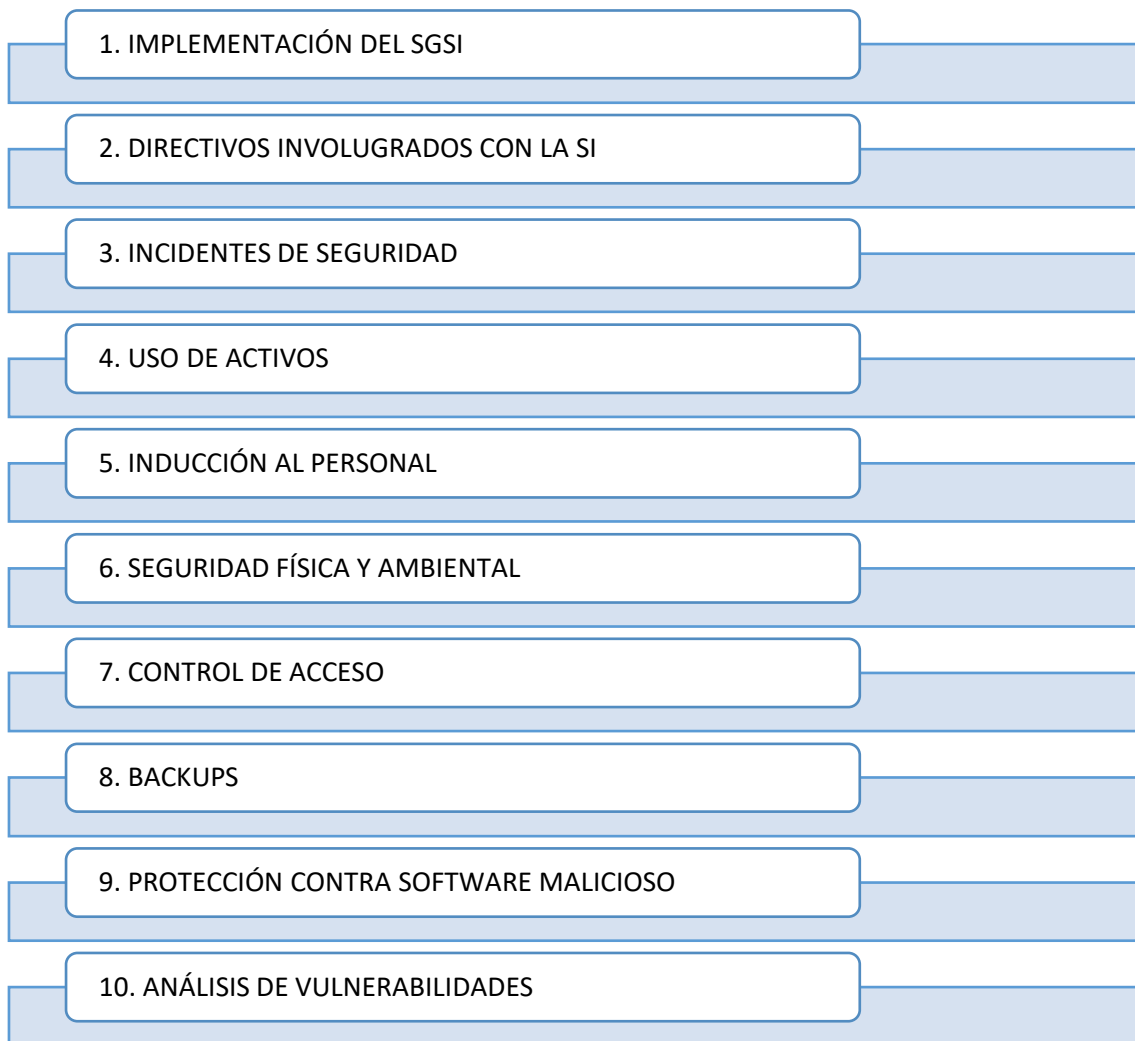 1. IMPLEMENTACIÓN DEL SGSI
2. DIRECTIVOS INVOLUGRADOS CON LA SI
3. INCIDENTES DE SEGURIDAD
4. USO DE ACTIVOS
5. INDUCCIÓN AL PERSONAL
6. SEGURIDAD FÍSICA Y AMBIENTAL
7. CONTROL DE ACCESO
8. BACKUPS
9. PROTECCIÓN CONTRA SOFTWARE MALICIOSO
10. ANÁLISIS DE VULNERABILIDADES